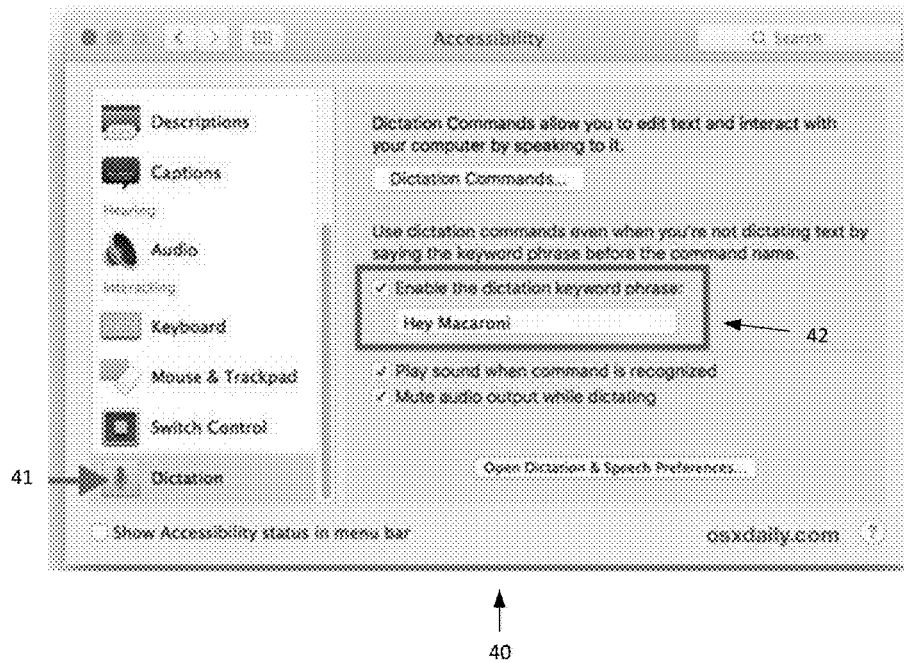 Accessibility
Search
Descriptions
Captions
Hearing
Audio
Interacting
Keyboard
Mouse & Trackpad
Switch Control
Dictation
Dictation Commands allow you to edit text and interact with
your computer by speaking to it.
Dictation Commands...
Use dictation commands even when you're not dictating text by
saying the keyword phrase before the command name.
✓ Enable the dictation keyword phrase:
Hey Macaroni
✓ Play sound when command is recognized
✓ Mute audio output while dictating
Open Dictation & Speech Preferences...
Show Accessibility status in menu bar
osxdaily.com ?
41
42
40